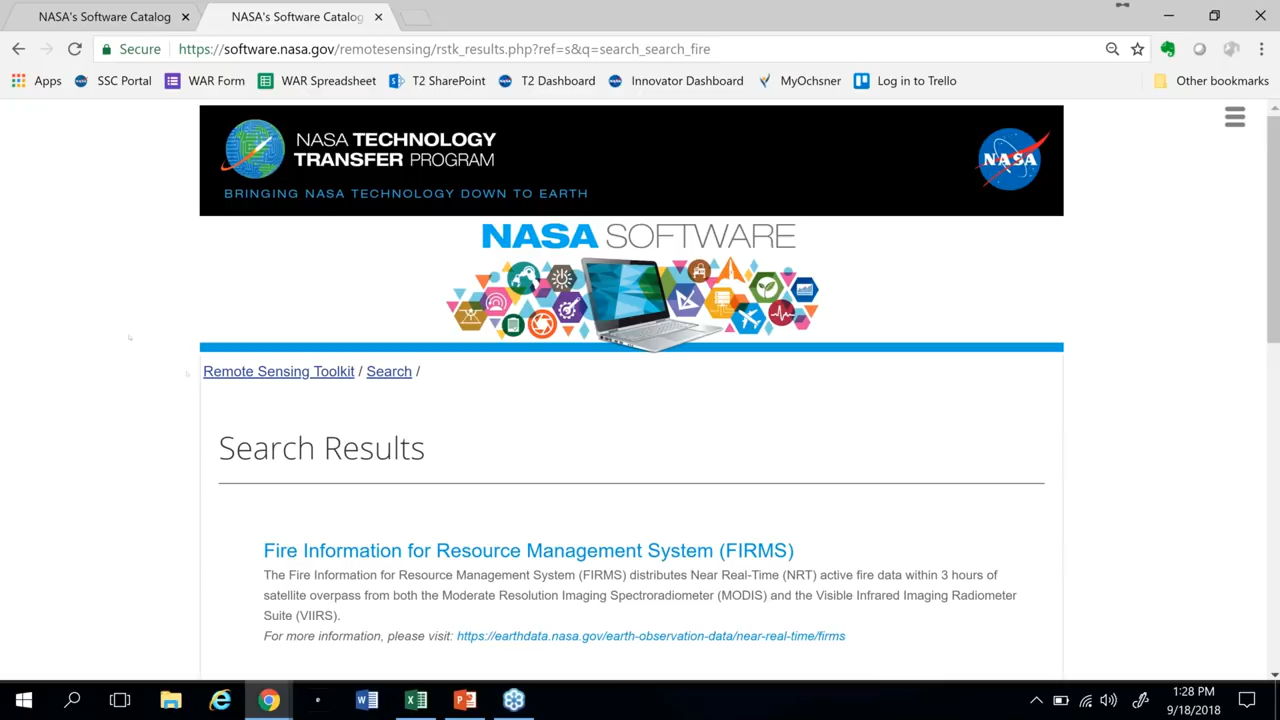 NASA's Software Catalog
NASA's Software Catalog
Secure
https://software.nasa.gov/remotesensing/rstk_results.php?ref=s&q=search_search_fire
Apps
SSC Portal
WAR Form
WAR Spreadsheet
T2 SharePoint
T2 Dashboard
Innovator Dashboard
MyOchsner
Log in to Trello
Other bookmarks
NASA TECHNOLOGY
TRANSFER PROGRAM
BRINGING NASA TECHNOLOGY DOWN TO EARTH
NASA
NASA SOFTWARE
Remote Sensing Toolkit / Search /
Search Results
Fire Information for Resource Management System (FIRMS)
The Fire Information for Resource Management System (FIRMS) distributes Near Real-Time (NRT) active fire data within 3 hours of
satellite overpass from both the Moderate Resolution Imaging Spectroradiometer (MODIS) and the Visible Infrared Imaging Radiometer
Suite (VIIRS).
For more information, please visit: https://earthdata.nasa.gov/earth-observation-data/near-real-time/firms
1:28 PM
9/18/2018